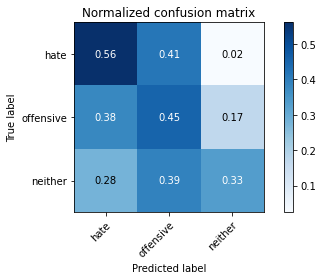 Normalized confusion matrix
hate
offensive
neither
True label
0.56 0.41 0.02
0.38 0.45 0.17
0.28 0.39 0.33
hate
offensive
neither
Predicted label
0.5
0.4
0.3
0.2
0.1